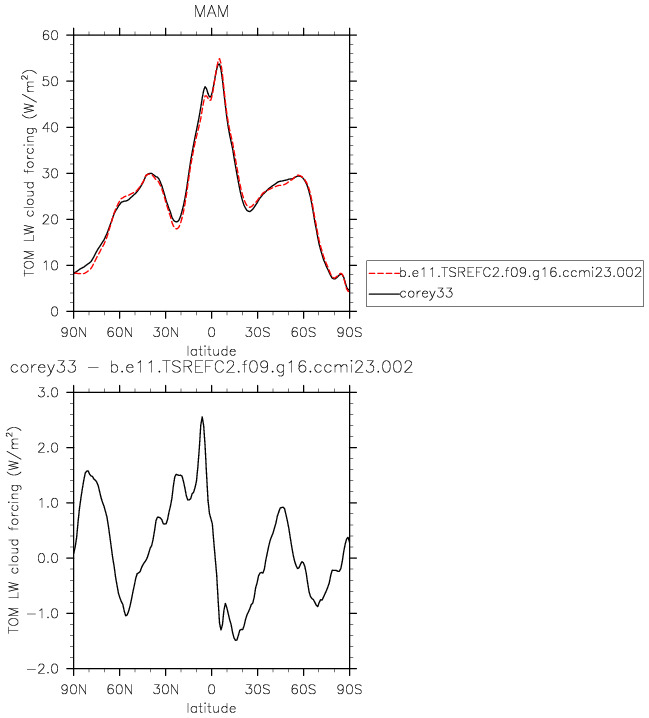 MAM
TOM LW cloud forcing (W/m²)
60
50
40
30
20
10
0
90N 60N 30N 0 30S 60S 90S
latitude
b.e11.TSREFC2.f09.g16.ccmi23.002
corey33
corey33 − b.e11.TSREFC2.f09.g16.ccmi23.002
TOM LW cloud forcing (W/m²)
3.0
2.0
1.0
0.0
−1.0
−2.0
90N 60N 30N 0 30S 60S 90S
latitude